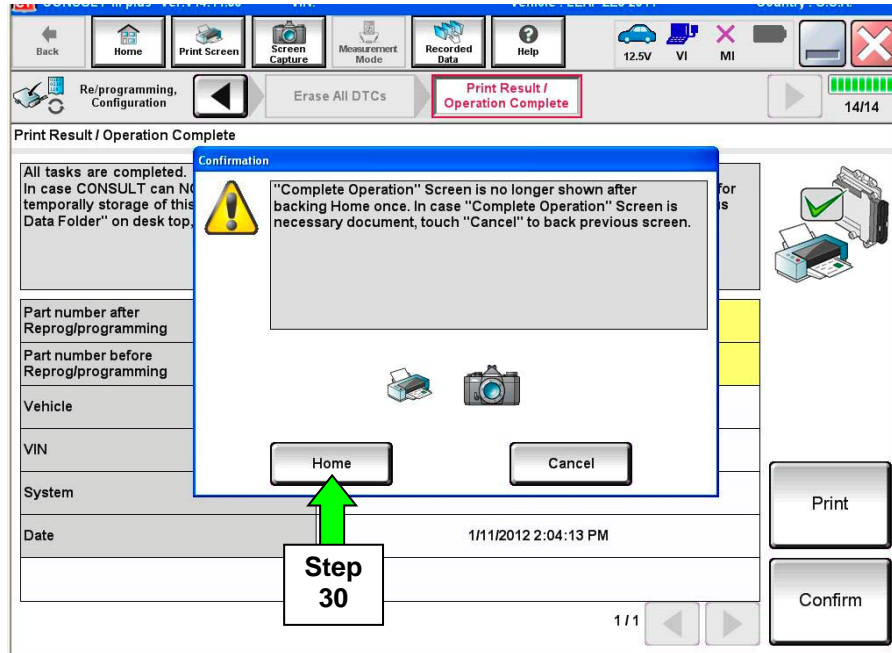 Back
Home
Print Screen
Screen
Capture
Measurement
Mode
Recorded
Data
Help
12.5V
VI
MI
Re/programming,
Configuration
Erase All DTCs
Print Result /
Operation Complete
14/14
Print Result / Operation Complete
All tasks are completed.
In case CONSULT can
temporally storage of this
Data Folder" on desk top,
for
Confirmation
"Complete Operation" Screen is no longer shown after
backing Home once. In case "Complete Operation" Screen is
necessary document, touch "Cancel" to back previous screen.
Home
Cancel
Part number after
Reprog/programming
Part number before
Reprog/programming
Vehicle
VIN
System
Date
1/11/2012 2:04:13 PM
Step
30
1/1
Print
Confirm